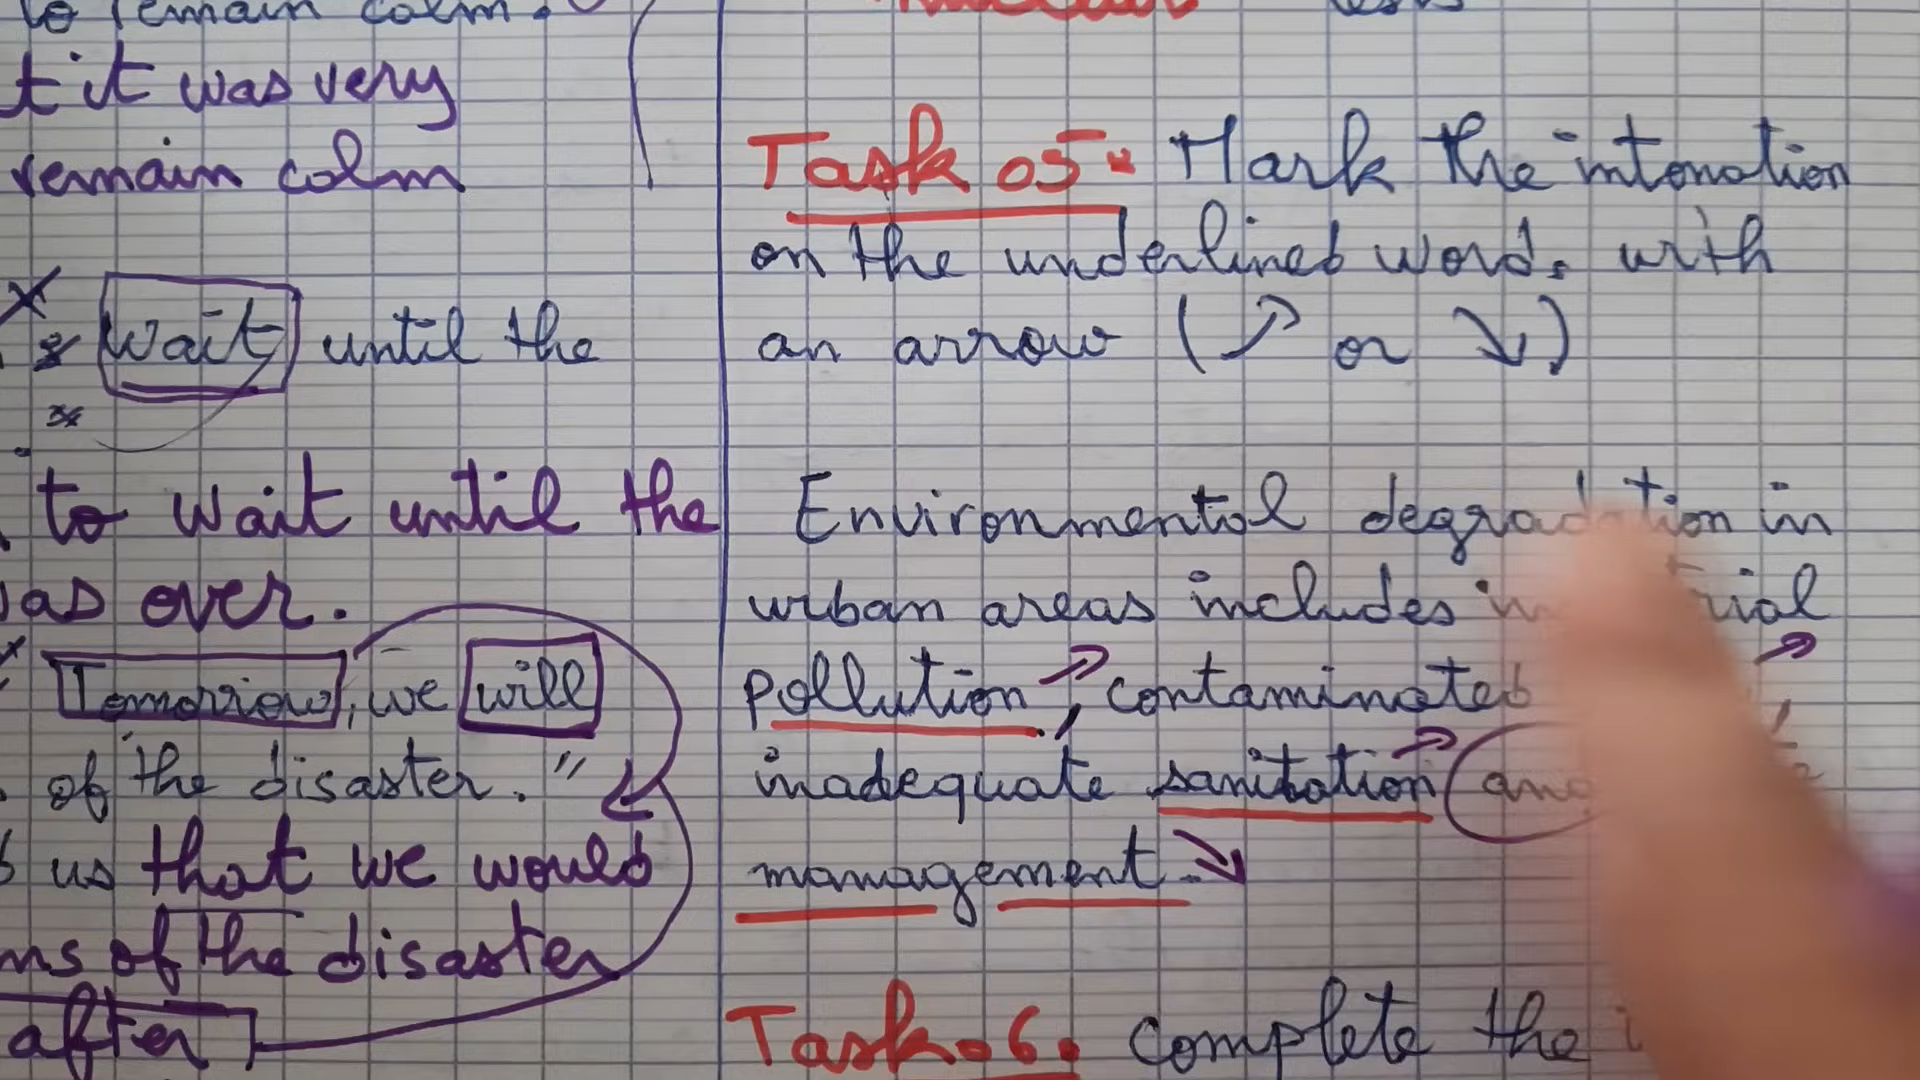 to remain calm.
t it was very
remain calm
Wait until the
to wait until the
as over.
Tomorrow, we will
of the disaster."
us that we would
ms of the disaster
after
tests
Task 05. Mark the intonation
on the underlined words with
an arrow (↗ or ↘)
Environmental degradation in
urban areas includes
pollution ↗, contaminated ↗
inadequate sanitation ↗ and
management. ↘
Task 6. Complete the